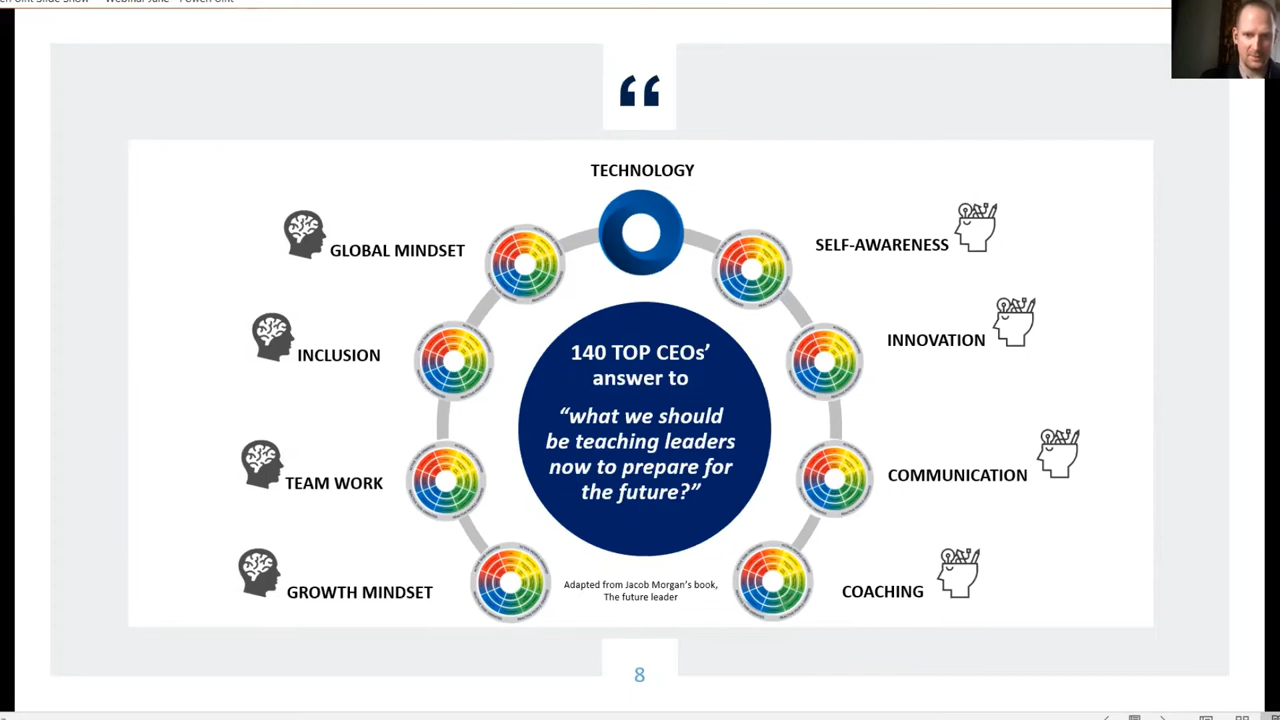 TECHNOLOGY
GLOBAL MINDSET
SELF-AWARENESS
INCLUSION
INNOVATION
TEAM WORK
COMMUNICATION
GROWTH MINDSET
COACHING
140 TOP CEOs’
answer to
“what we should
be teaching leaders
now to prepare for
the future?”
Adapted from Jacob Morgan’s book,
The future leader
8